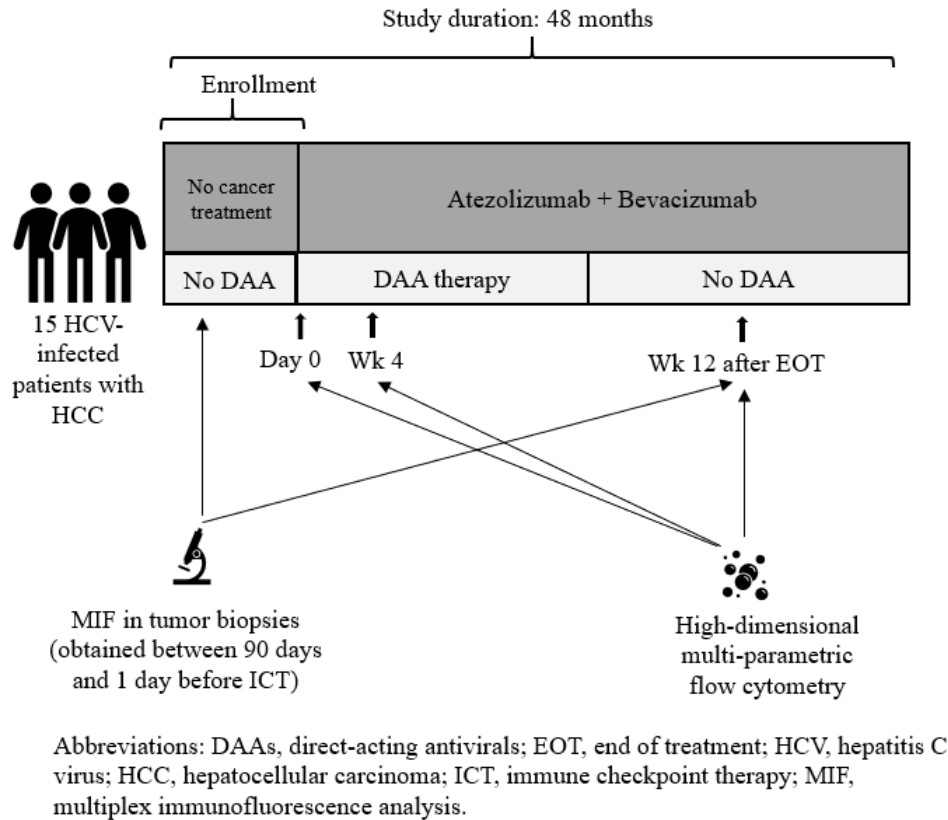 Study duration: 48 months
Enrollment
No cancer
treatment
Atezolizumab + Bevacizumab
No DAA
DAA therapy
No DAA
15 HCV-
infected
patients with
HCC
Day 0
Wk 4
Wk 12 after EOT
MIF in tumor biopsies
(obtained between 90 days
and 1 day before ICT)
High-dimensional
multi-parametric
flow cytometry
Abbreviations: DAAs, direct-acting antivirals; EOT, end of treatment; HCV, hepatitis C
virus; HCC, hepatocellular carcinoma; ICT, immune checkpoint therapy; MIF,
multiplex immunofluorescence analysis.